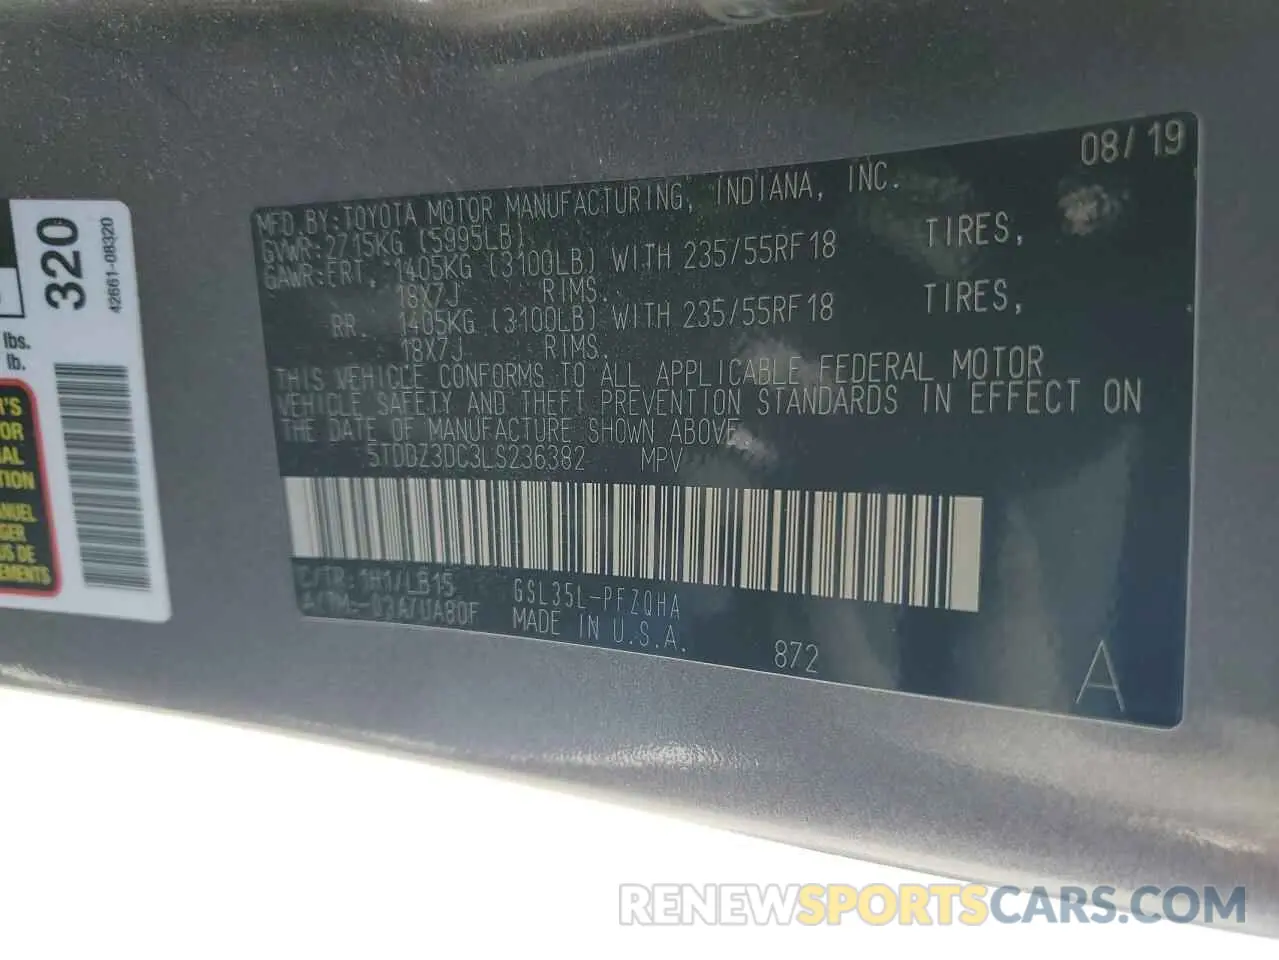 08/19
MFD.BY:TOYOTA MOTOR MANUFACTURING, INDIANA, INC.
GVWR:2715KG (5995LB)
GAWR:FRT. 1405KG (3100LB) WITH 235/55RF18 TIRES,
18X7J RIMS.
RR. 1405KG (3100LB) WITH 235/55RF18 TIRES,
18X7J RIMS.
THIS VEHICLE CONFORMS TO ALL APPLICABLE FEDERAL MOTOR
VEHICLE SAFETY AND THEFT PREVENTION STANDARDS IN EFFECT ON
THE DATE OF MANUFACTURE SHOWN ABOVE.
5TDDZ3DC3LS236382 MPV
C/TR:1H1/LB15 GSL35L-PFZQHA
A/TM:-03A/UA80F MADE IN U.S.A.
872
A
320
42661-08320
lbs.
lb.
RENEWSPORTSCARS.COM